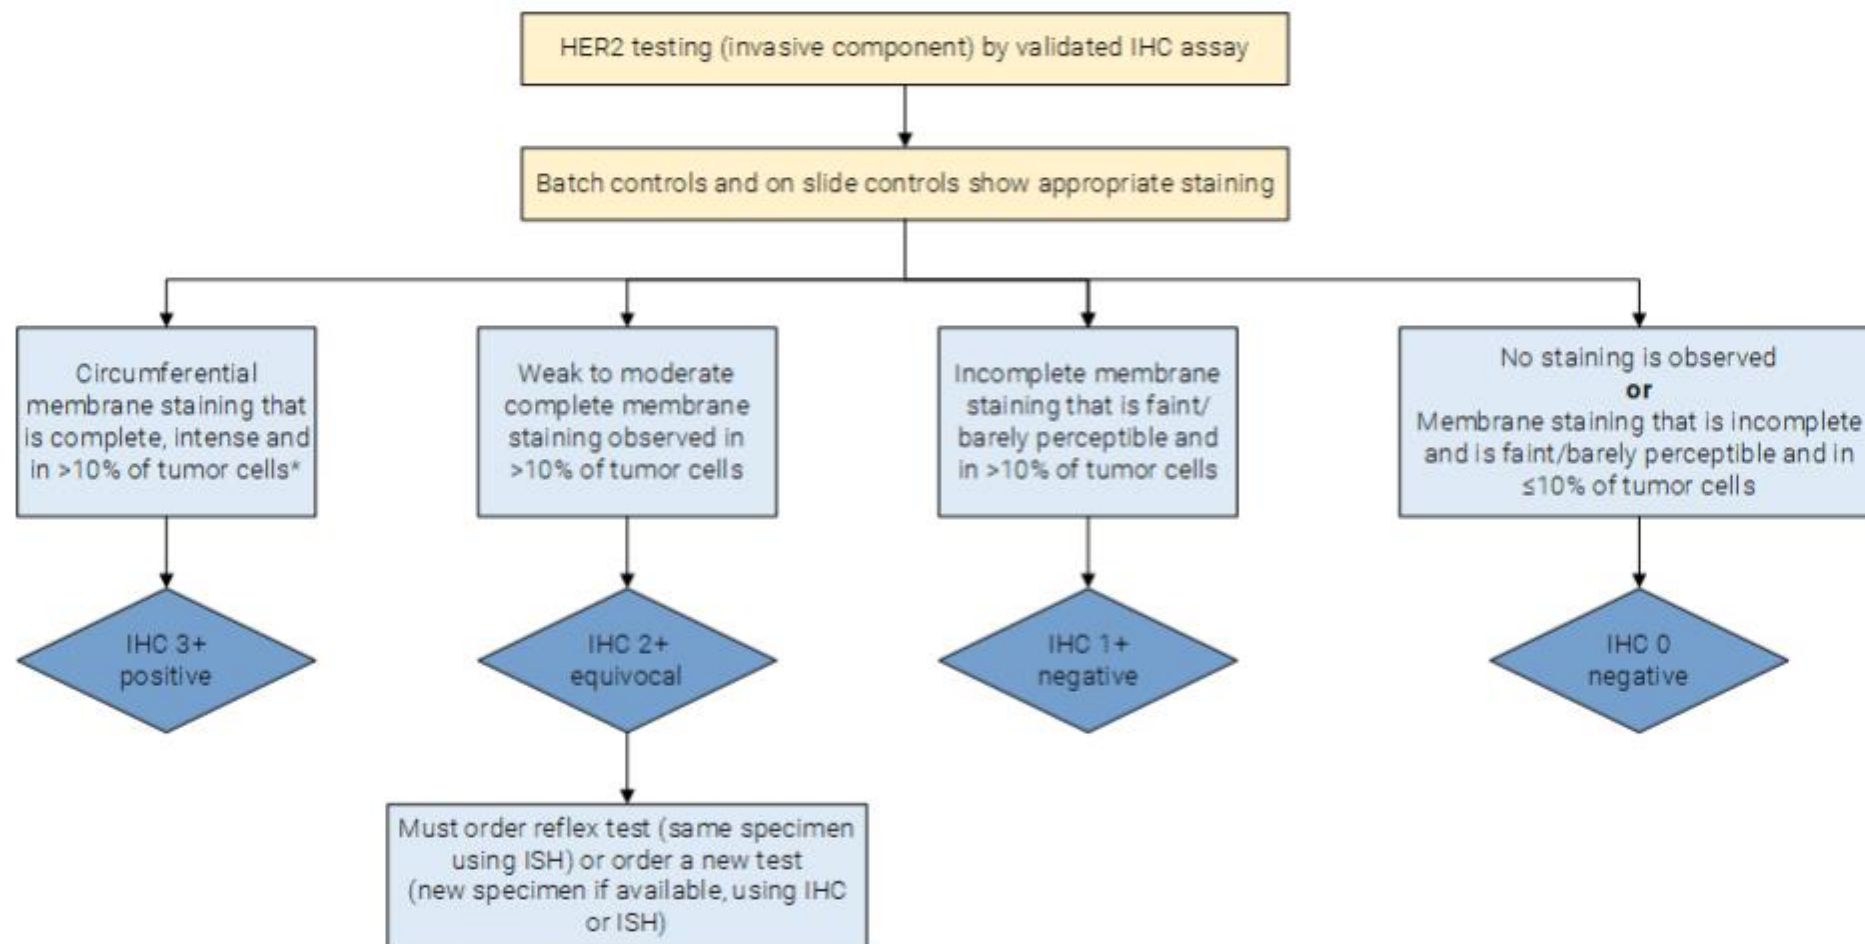 HER2 testing (invasive component) by validated IHC assay
Batch controls and on slide controls show appropriate staining
Circumferential
membrane staining that
is complete, intense and
in >10% of tumor cells*
Weak to moderate
complete membrane
staining observed in
>10% of tumor cells
Incomplete membrane
staining that is faint/
barely perceptible and
in >10% of tumor cells
No staining is observed
or
Membrane staining that is incomplete
and is faint/barely perceptible and in
≤10% of tumor cells
IHC 3+
positive
IHC 2+
equivocal
IHC 1+
negative
IHC 0
negative
Must order reflex test (same specimen
using ISH) or order a new test
(new specimen if available, using IHC
or ISH)